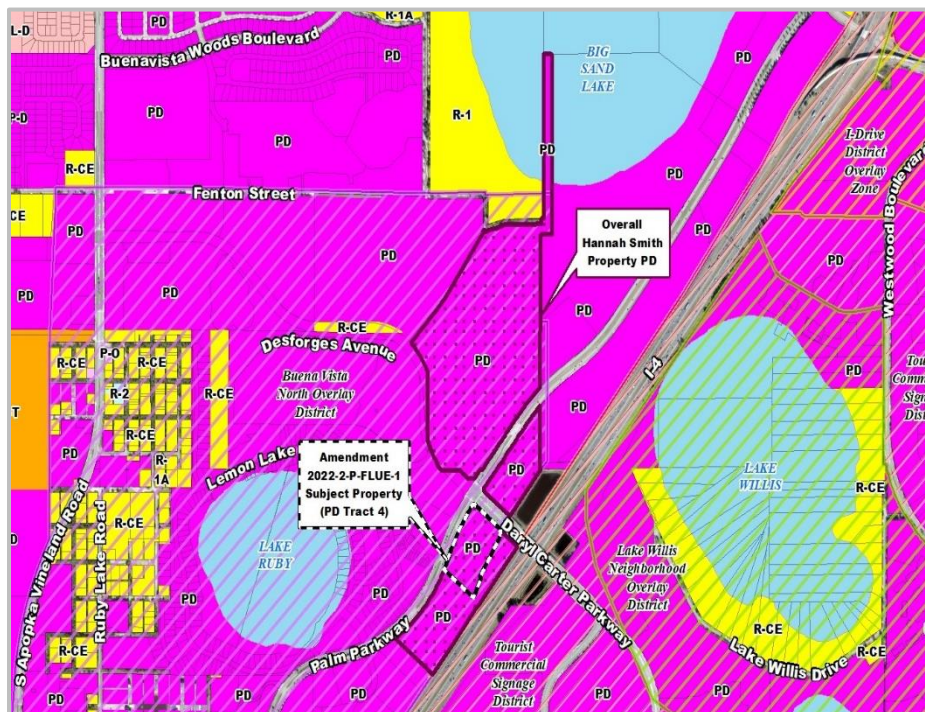 L-D
PD
R-1A
Buenavista Woods Boulevard
PD
PD
BIG
SAND
LAKE
PD
P-D
PD
PD
R-1
I-Drive
District
Overlay
Zone
R-CE
PD
PD
Fenton Street
CE
PD
Overall
Hannah Smith
Property PD
PD
Westwood Boulevard
PD
PD
PD
PD
PD
PD
R-CE
Desforges Avenue
I-4
PD
P-O
R-CE
R-CE
R-CE
PD
PD
Buena Vista
North Overlay
District
T
R-2
R-CE
PD
R-1A
Lemon Lake
Amendment
2022-2-P-FLUE-1
Subject Property
(PD Tract 4)
PD
LAKE
WILLIS
R-CE
S Apopka Vineland Road
Ruby Lake Road
R-CE
LAKE
RUBY
PD
Daryl Carter Parkway
Lake Willis
Neighborhood
Overlay
District
PD
PD
PD
R-CE
R-CE
R-CE
Lake Willis Drive
Palm Parkway
Tourist
Commercial
Signage
District
PD
PD
PD
PD
PD